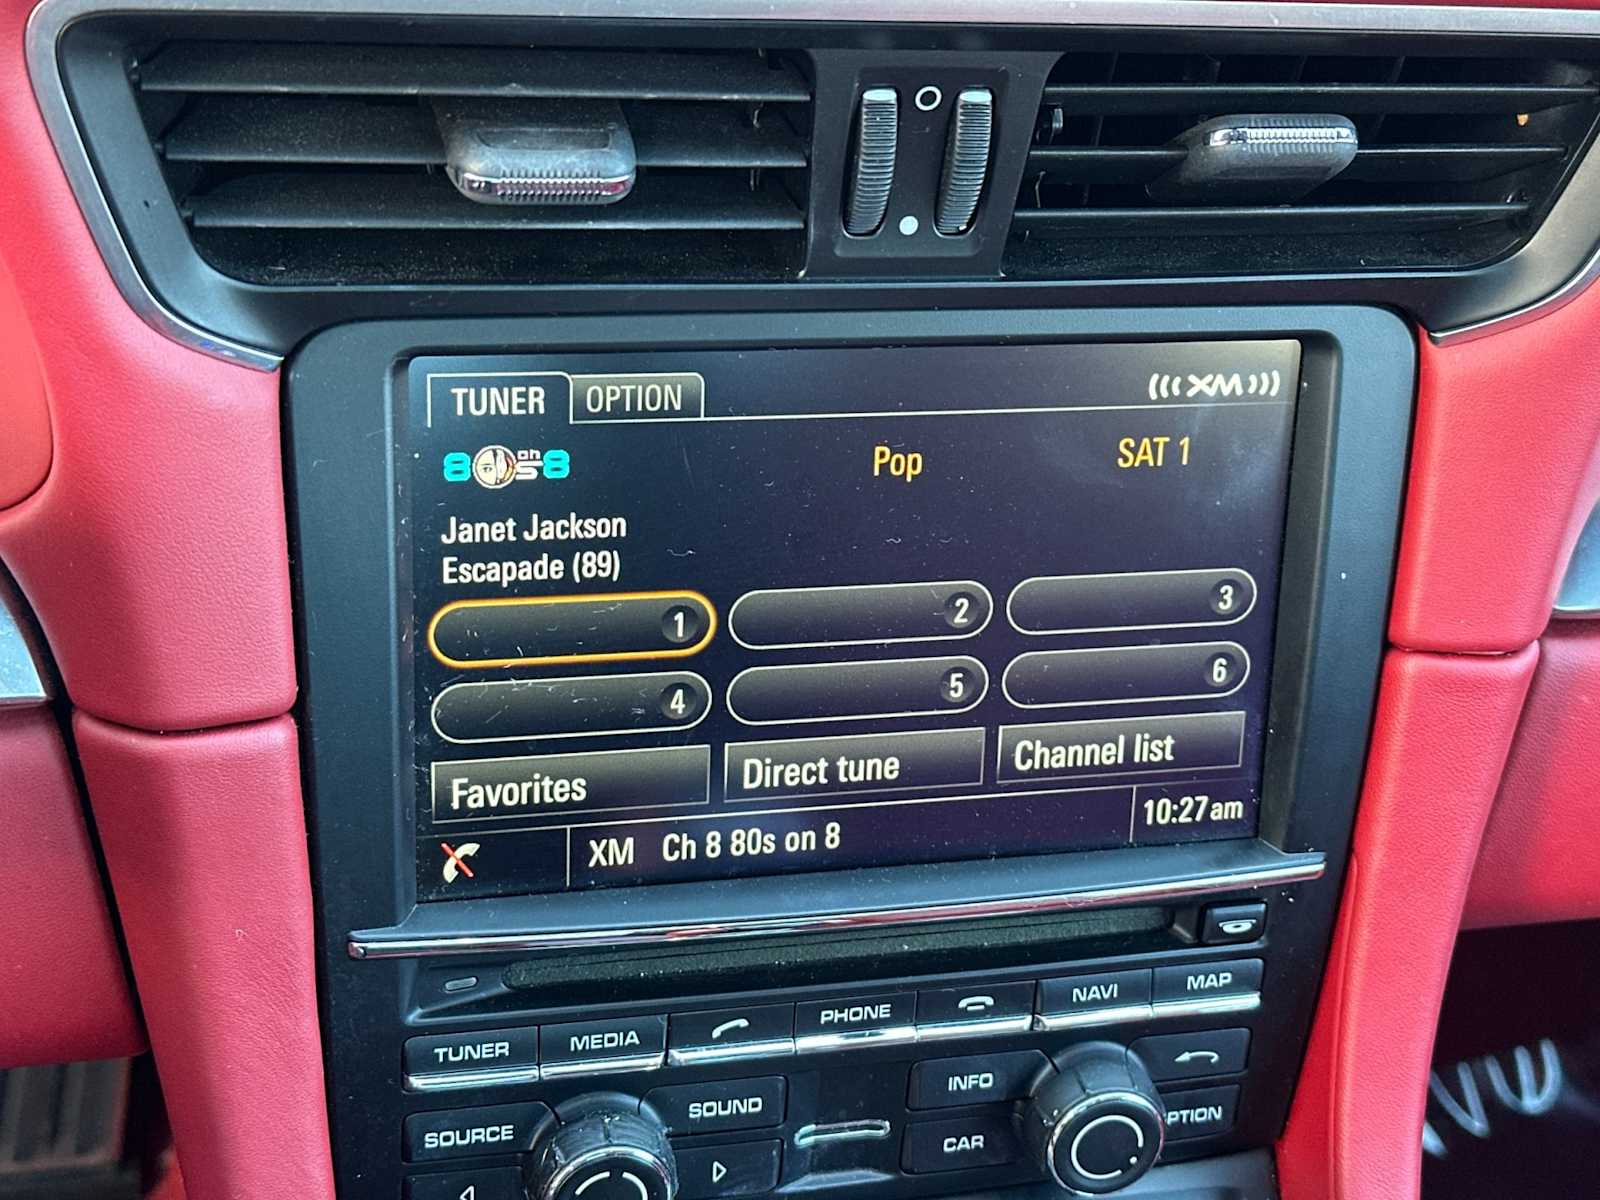 TUNER OPTION XM
80s on 8 Pop SAT 1
Janet Jackson
Escapade (89)
1 2 3
4 5 6
Favorites Direct tune Channel list
XM Ch 8 80s on 8 10:27am
TUNER MEDIA PHONE NAVI MAP
SOURCE SOUND INFO
CAR PTION